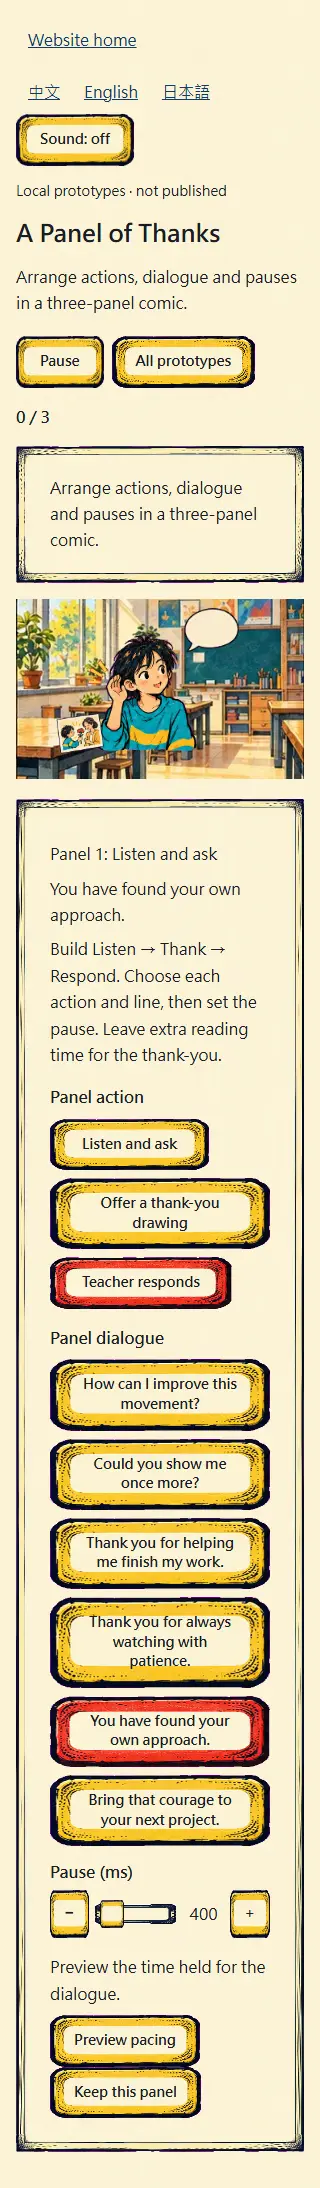 Website home
中文 English 日本語
Sound: off
Local prototypes · not published
A Panel of Thanks
Arrange actions, dialogue and pauses
in a three-panel comic.
Pause All prototypes
0 / 3
Arrange actions, dialogue
and pauses in a three-panel
comic.
Panel 1: Listen and ask
You have found your own
approach.
Build Listen → Thank →
Respond. Choose each
action and line, then set the
pause. Leave extra reading
time for the thank-you.
Panel action
Listen and ask
Offer a thank-you
drawing
Teacher responds
Panel dialogue
How can I improve this
movement?
Could you show me
once more?
Thank you for helping
me finish my work.
Thank you for always
watching with
patience.
You have found your
own approach.
Bring that courage to
your next project.
Pause (ms)
− 400 +
Preview the time held for the
dialogue.
Preview pacing
Keep this panel